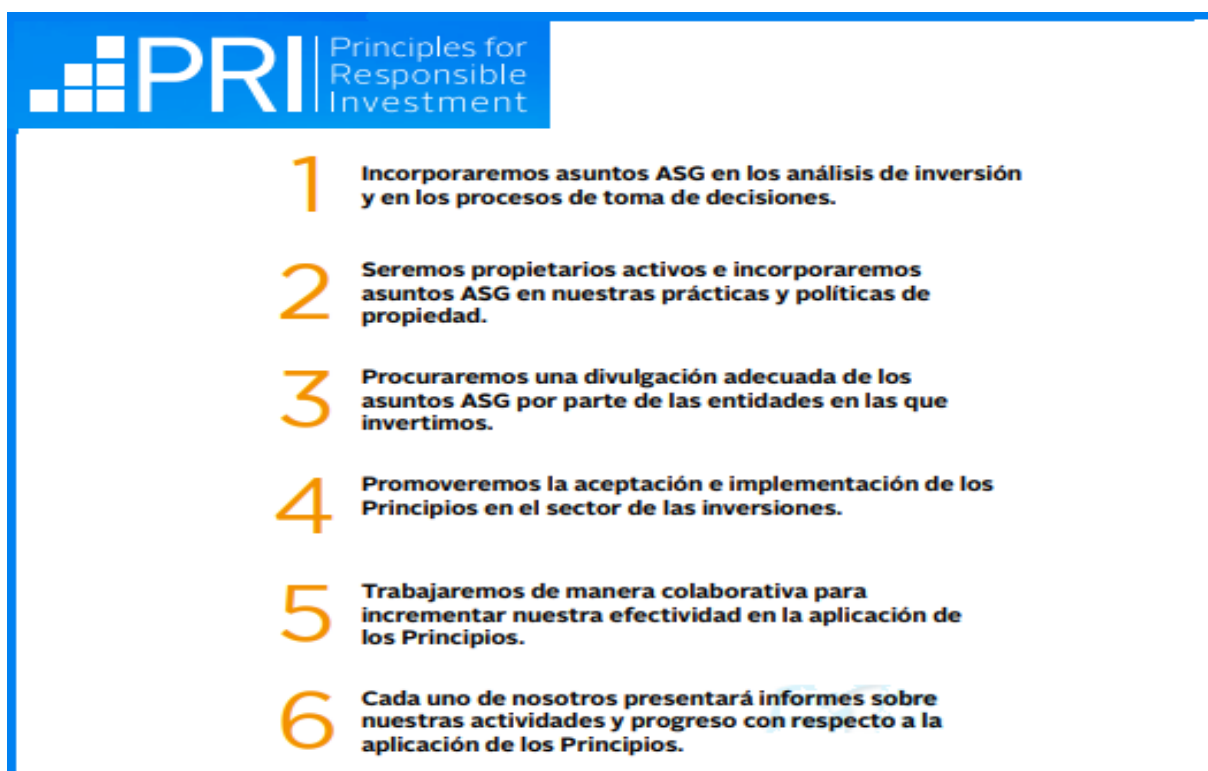 PRI
Principles for
Responsible
Investment
1
Incorporaremos asuntos ASG en los análisis de inversión
y en los procesos de toma de decisiones.
2
Seremos propietarios activos e incorporaremos
asuntos ASG en nuestras prácticas y políticas de
propiedad.
3
Procuraremos una divulgación adecuada de los
asuntos ASG por parte de las entidades en las que
invertimos.
4
Promoveremos la aceptación e implementación de los
Principios en el sector de las inversiones.
5
Trabajaremos de manera colaborativa para
incrementar nuestra efectividad en la aplicación de
los Principios.
6
Cada uno de nosotros presentará informes sobre
nuestras actividades y progreso con respecto a la
aplicación de los Principios.